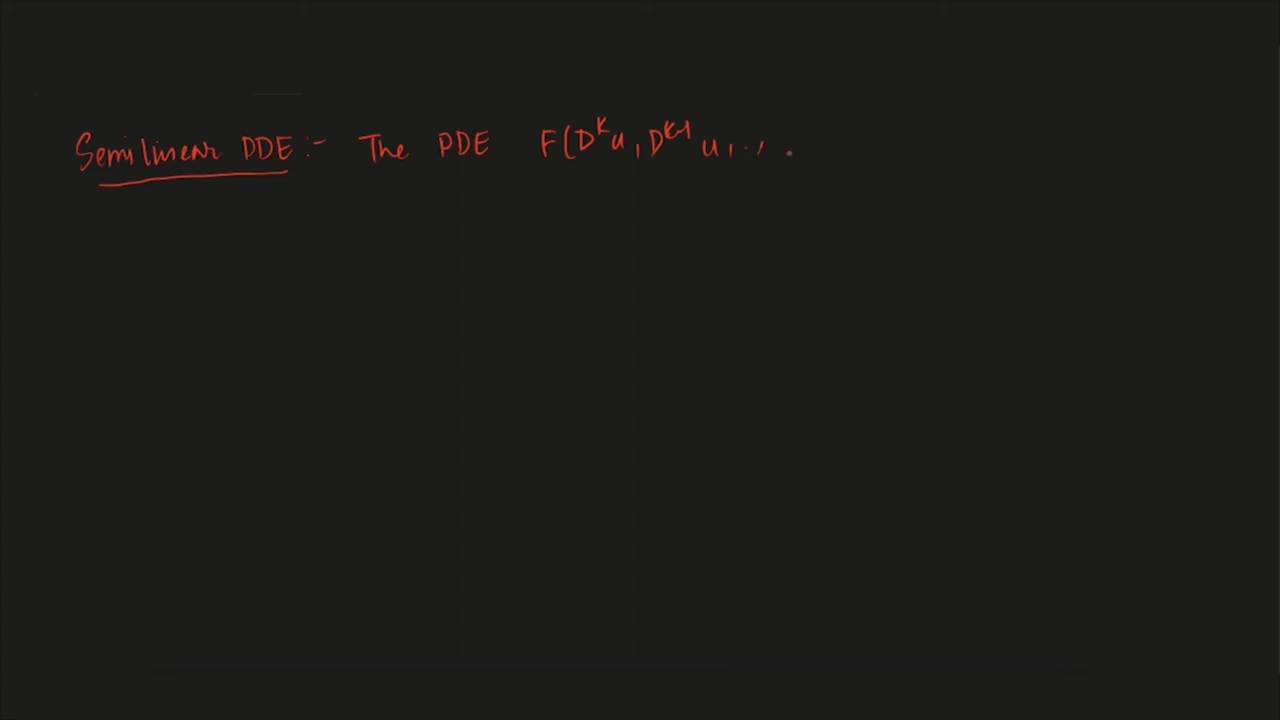 Semilinear PDE :- The PDE F(D^k u, D^{k-1} u, ..,